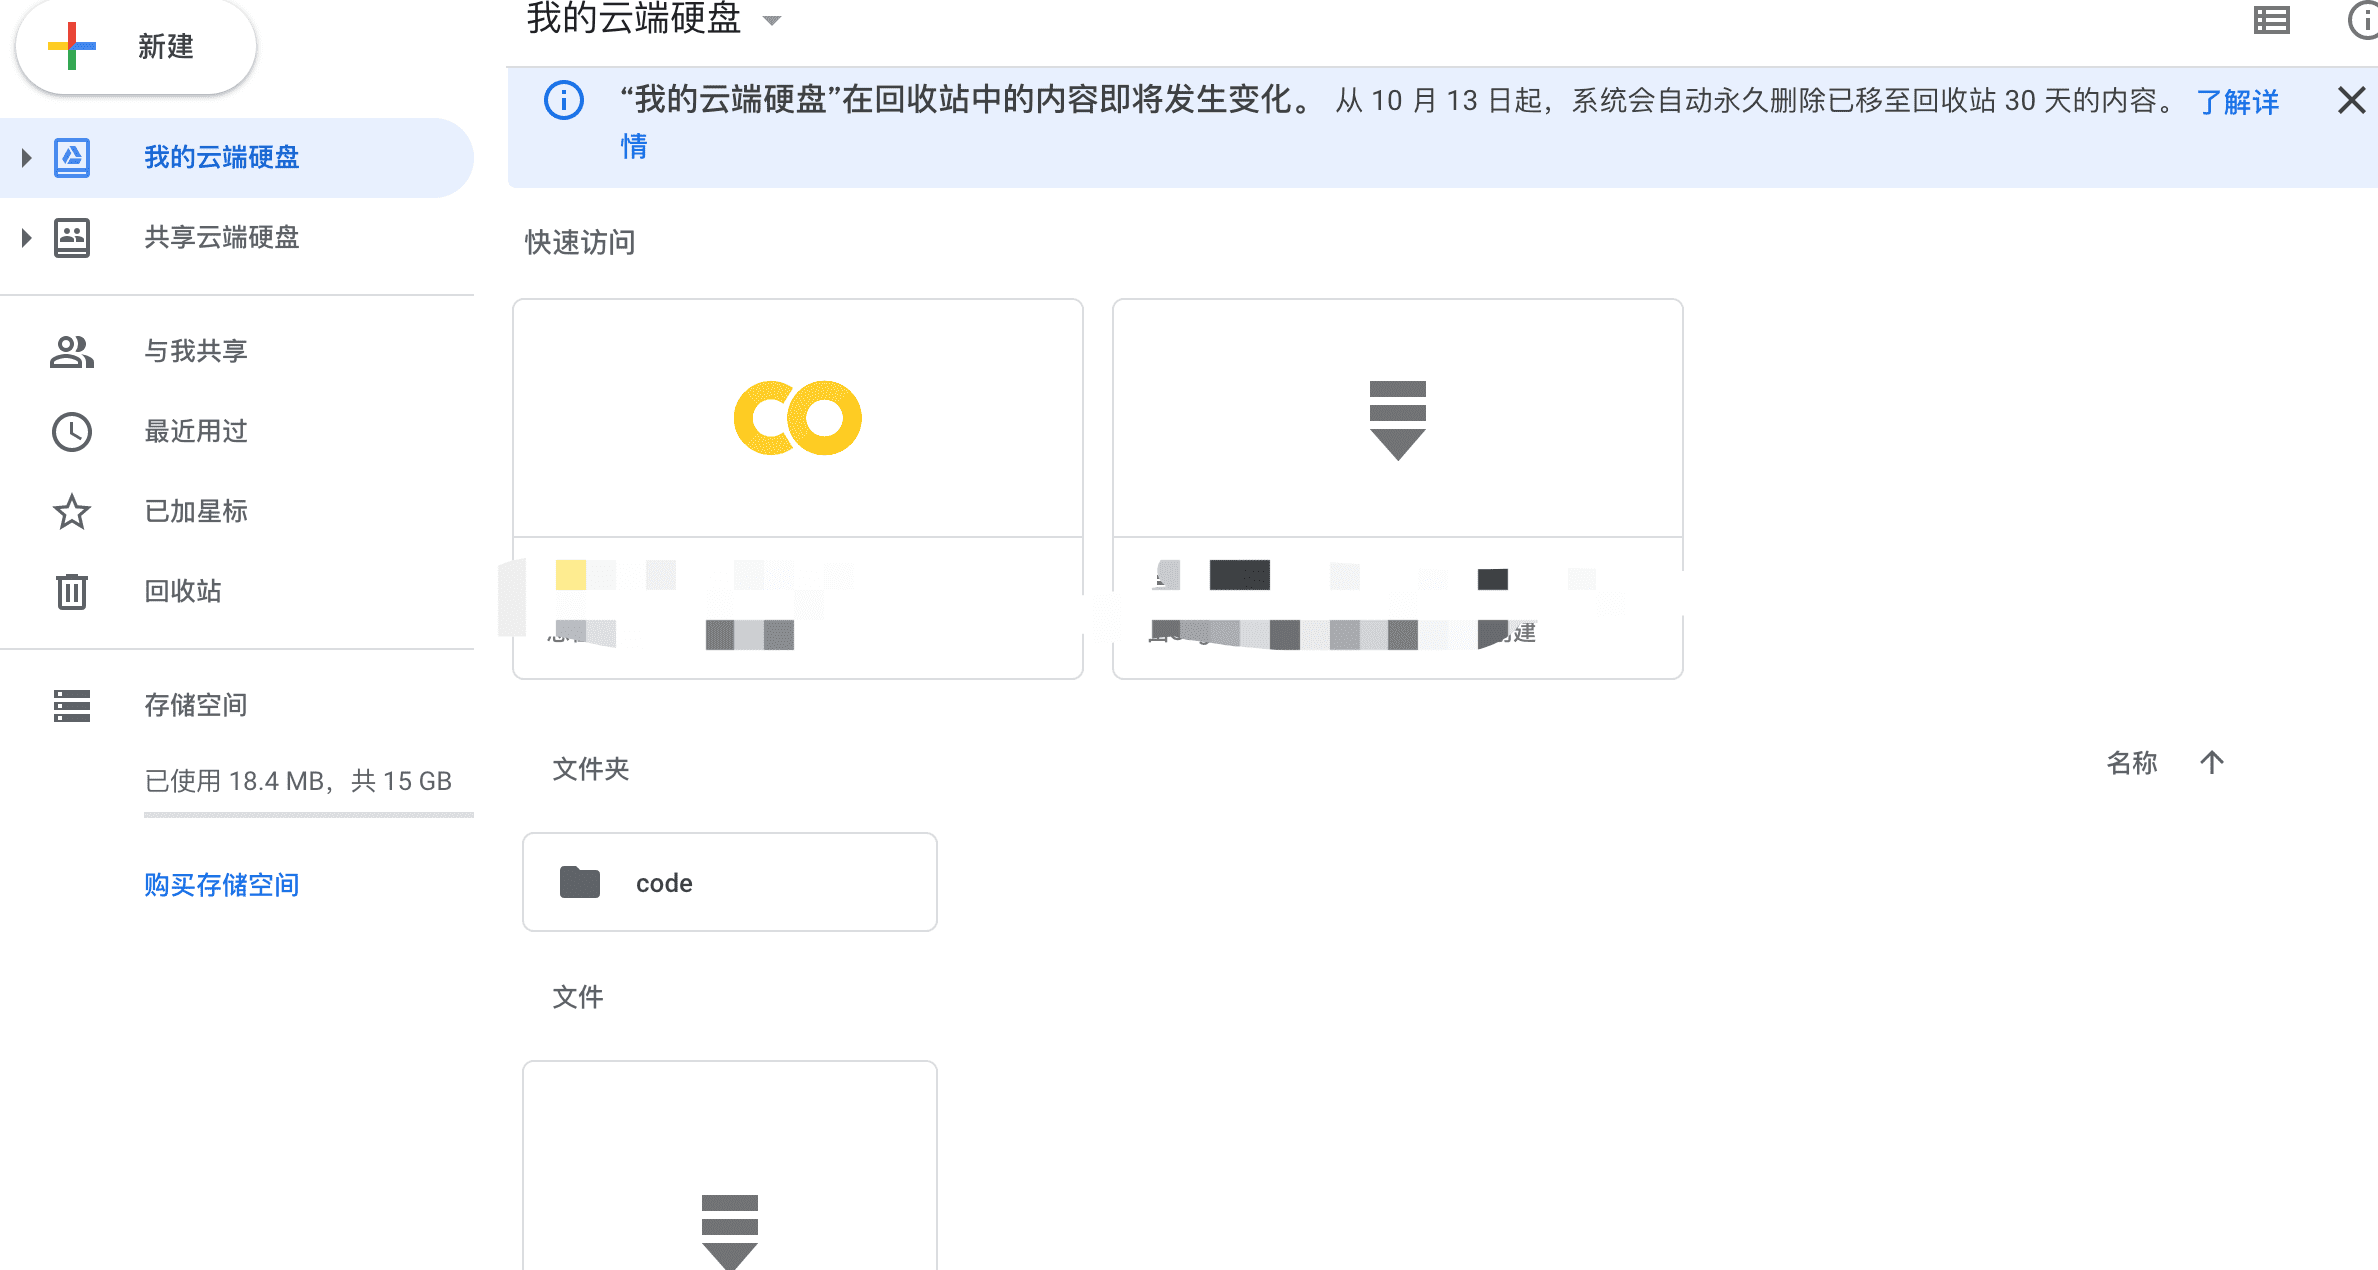 新建
我的云端硬盘
“我的云端硬盘”在回收站中的内容即将发生变化。 从 10 月 13 日起，系统会自动永久删除已移至回收站 30 天的内容。 了解详
情
我的云端硬盘
共享云端硬盘
快速访问
与我共享
最近用过
已加星标
回收站
建
存储空间
已使用 18.4 MB，共 15 GB
购买存储空间
文件夹
名称
code
文件